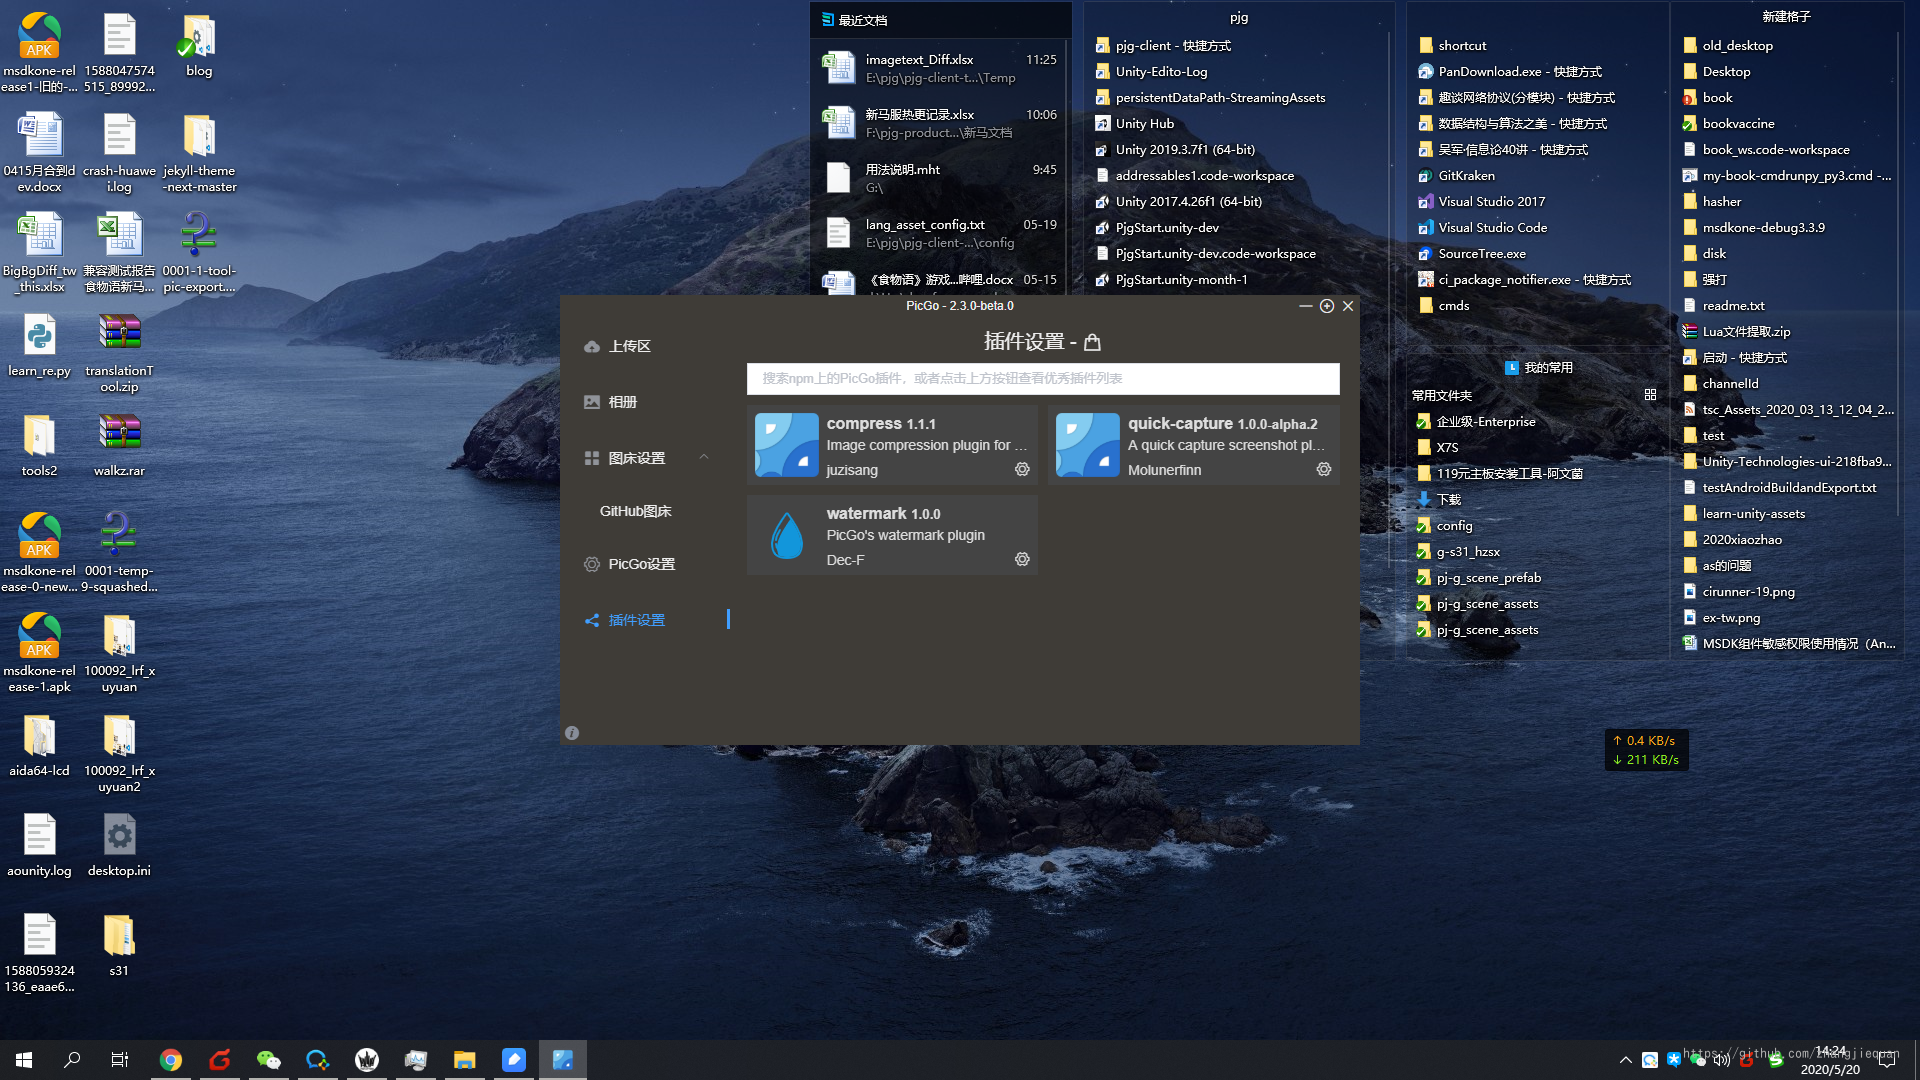 msdkone-rel
ease1-旧的-...
1588047574
515_89992...
blog
0415月合到d
ev.docx
crash-huawe
i.log
jekyll-theme
-next-master
BigBgDiff_tw
_this.xlsx
兼容测试报告
食物语新马...
0001-1-tool-
pic-export....
learn_re.py
translationT
ool.zip
tools2
walkz.rar
msdkone-rel
ease-0-new...
0001-temp-
9-squashed...
msdkone-rel
ease-1.apk
100092_lrf_x
uyuan
aida64-lcd
100092_lrf_x
uyuan2
aounity.log
desktop.ini
1588059324
136_eaae6...
s31
最近文档
imagetext_Diff.xlsx 11:25
E:\pjg\pjg-client-t...\Temp
新马服热更记录.xlsx 10:06
F:\pjg-product...\新马文档
用法说明.mht 9:45
G:\
lang_asset_config.txt 05-19
E:\pjg\pjg-client-...\config
《食物语》游戏...哔哩.docx 05-15
pjg
pjg-client - 快捷方式
Unity-Edito-Log
persistentDataPath-StreamingAssets
Unity Hub
Unity 2019.3.7f1 (64-bit)
addressables1.code-workspace
Unity 2017.4.26f1 (64-bit)
PjgStart.unity-dev
PjgStart.unity-dev.code-workspace
PjgStart.unity-month-1
shortcut
PanDownload.exe - 快捷方式
趣谈网络协议(分模块) - 快捷方式
数据结构与算法之美 - 快捷方式
吴军·信息论40讲 - 快捷方式
GitKraken
Visual Studio 2017
Visual Studio Code
SourceTree.exe
ci_package_notifier.exe - 快捷方式
cmds
我的常用
常用文件夹
企业级-Enterprise
X7S
119元主板安装工具-阿文菌
下载
config
g-s31_hzsx
pj-g_scene_prefab
pj-g_scene_assets
pj-g_scene_assets
新建格子
old_desktop
Desktop
book
bookvaccine
book_ws.code-workspace
my-book-cmdrunpy_py3.cmd -...
hasher
msdkone-debug3.3.9
disk
强打
readme.txt
Lua文件提取.zip
启动 - 快捷方式
channelId
tsc_Assets_2020_03_13_12_04_2...
test
Unity-Technologies-ui-218fba9...
testAndroidBuildandExport.txt
learn-unity-assets
2020xiaozhao
as的问题
cirunner-19.png
ex-tw.png
MSDK组件敏感权限使用情况（An...
PicGo - 2.3.0-beta.0
上传区
相册
图床设置
GitHub图床
PicGo设置
插件设置
插件设置 -
搜索npm上的PicGo插件，或者点击上方按钮查看优秀插件列表
compress 1.1.1
Image compression plugin for ...
juzisang
quick-capture 1.0.0-alpha.2
A quick capture screenshot pl...
Molunerfinn
watermark 1.0.0
PicGo's watermark plugin
Dec-F
↑ 0.4 KB/s
↓ 211 KB/s
https://github.com/zhangjiequan
14:24
2020/5/20